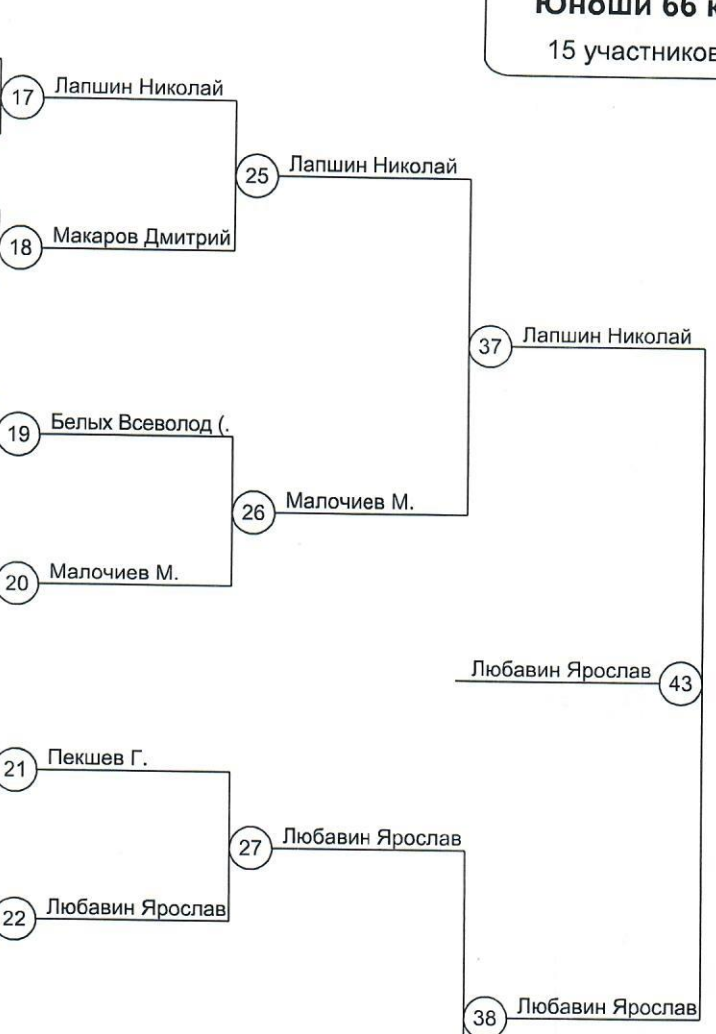 Юноши 66 к
15 участников
17 Лапшин Николай
25 Лапшин Николай
18 Макаров Дмитрий
37 Лапшин Николай
19 Белых Всеволод (.
26 Малочиев М.
20 Малочиев М.
Любавин Ярослав 43
21 Пекшев Г.
27 Любавин Ярослав
22 Любавин Ярослав
38 Любавин Ярослав